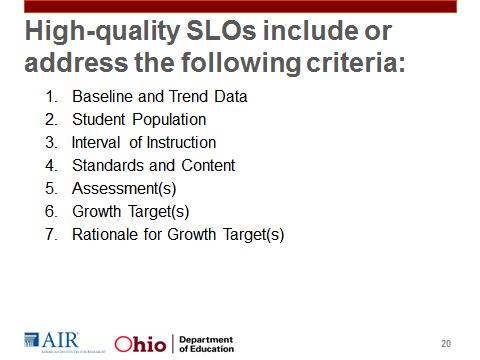 High-quality SLOs include or
address the following criteria:
1. Baseline and Trend Data
2. Student Population
3. Interval of Instruction
4. Standards and Content
5. Assessment(s)
6. Growth Target(s)
7. Rationale for Growth Target(s)
AIR
AMERICAN INSTITUTES FOR RESEARCH
Ohio
Department
of Education
20